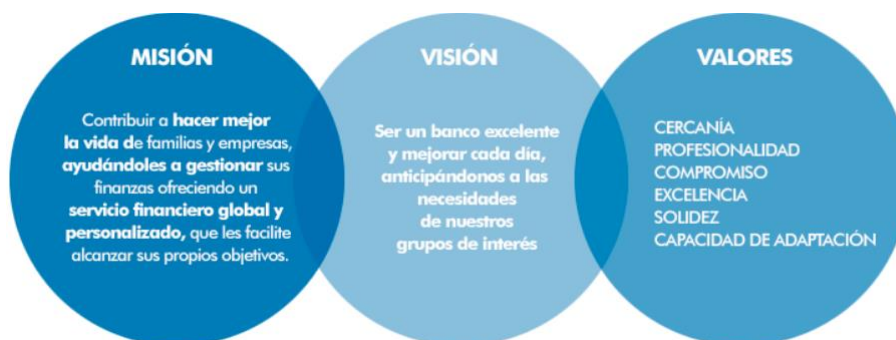 MISIÓN
Contribuir a hacer mejor
la vida de familias y empresas,
ayudándoles a gestionar sus
finanzas ofreciendo un
servicio financiero global y
personalizado, que les facilite
alcanzar sus propios objetivos.
VISIÓN
Ser un banco excelente
y mejorar cada día,
anticipándonos a las
necesidades
de nuestros
grupos de interés
VALORES
CERCANÍA
PROFESIONALIDAD
COMPROMISO
EXCELENCIA
SOLIDEZ
CAPACIDAD DE ADAPTACIÓN